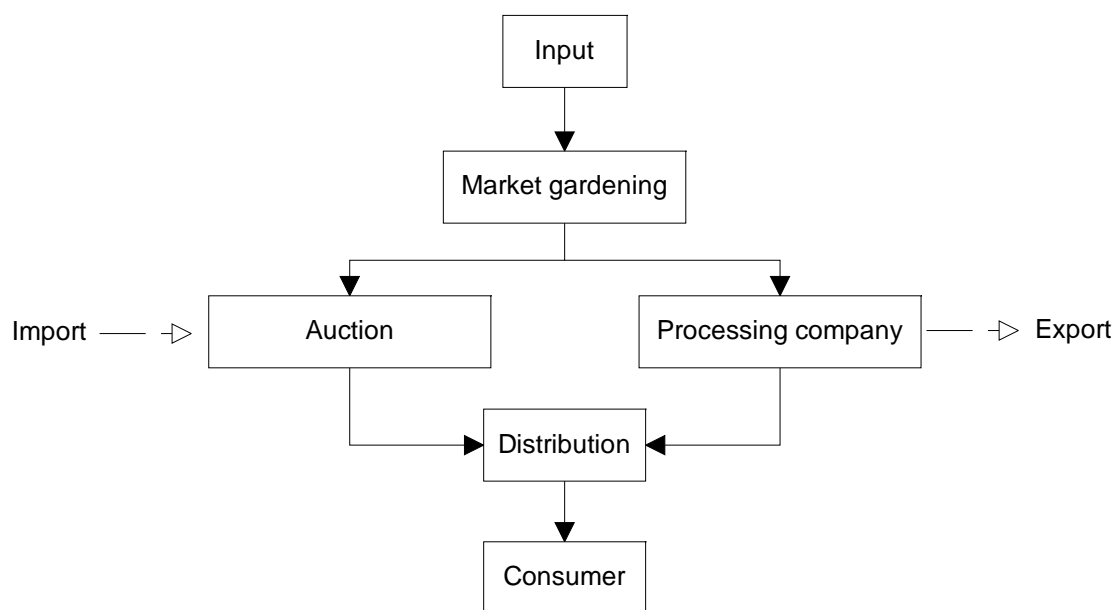 Input
Market gardening
Import
Auction
Processing company
Export
Distribution
Consumer